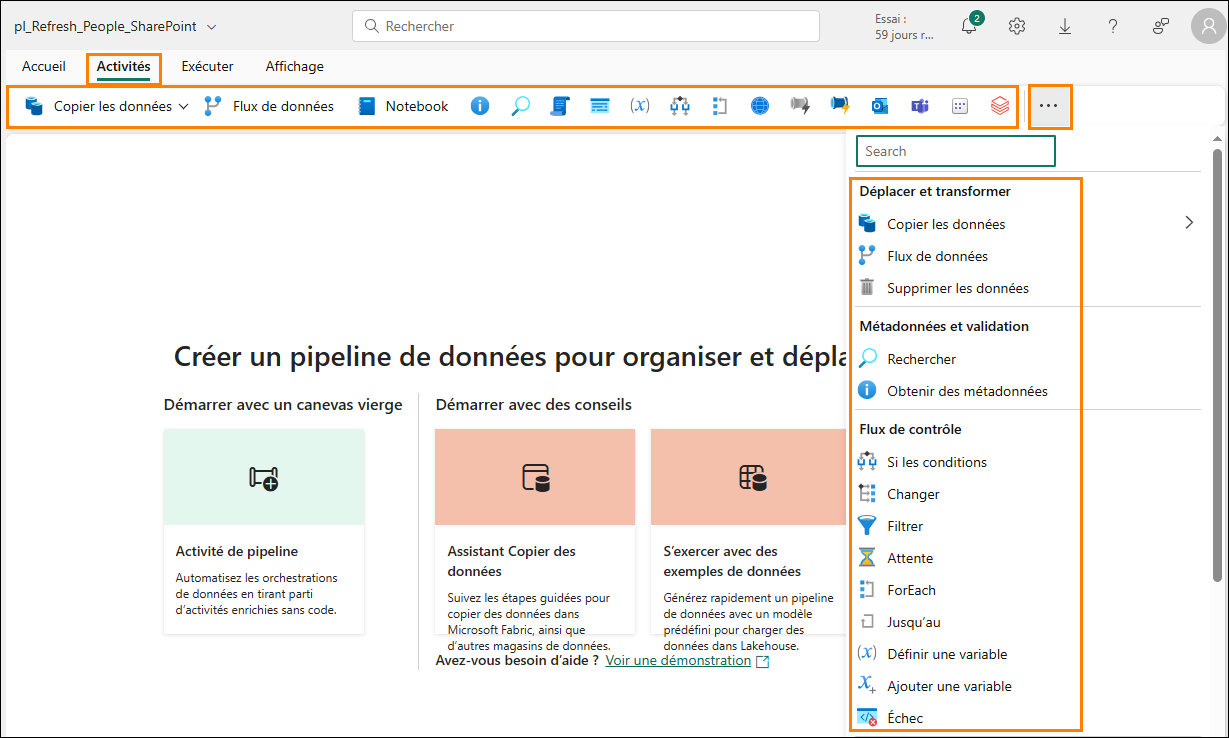 pl_Refresh_People_SharePoint
Rechercher
Essai :
59 jours r...
2
Accueil
Activités
Exécuter
Affichage
Copier les données
Flux de données
Notebook
(x)
...
Search
Déplacer et transformer
Copier les données
Flux de données
Supprimer les données
Métadonnées et validation
Rechercher
Obtenir des métadonnées
Flux de contrôle
Si les conditions
Changer
Filtrer
Attente
ForEach
Jusqu'au
(x) Définir une variable
Ajouter une variable
Échec
Créer un pipeline de données pour organiser et dépla
Démarrer avec un canevas vierge
Activité de pipeline
Automatisez les orchestrations
de données en tirant parti
d'activités enrichies sans code.
Démarrer avec des conseils
Assistant Copier des
données
Suivez les étapes guidées pour
copier des données dans
Microsoft Fabric, ainsi que
d'autres magasins de données.
S'exercer avec des
exemples de données
Générez rapidement un pipeline
de données avec un modèle
prédéfini pour charger des
données dans Lakehouse.
Avez-vous besoin d'aide ? Voir une démonstration